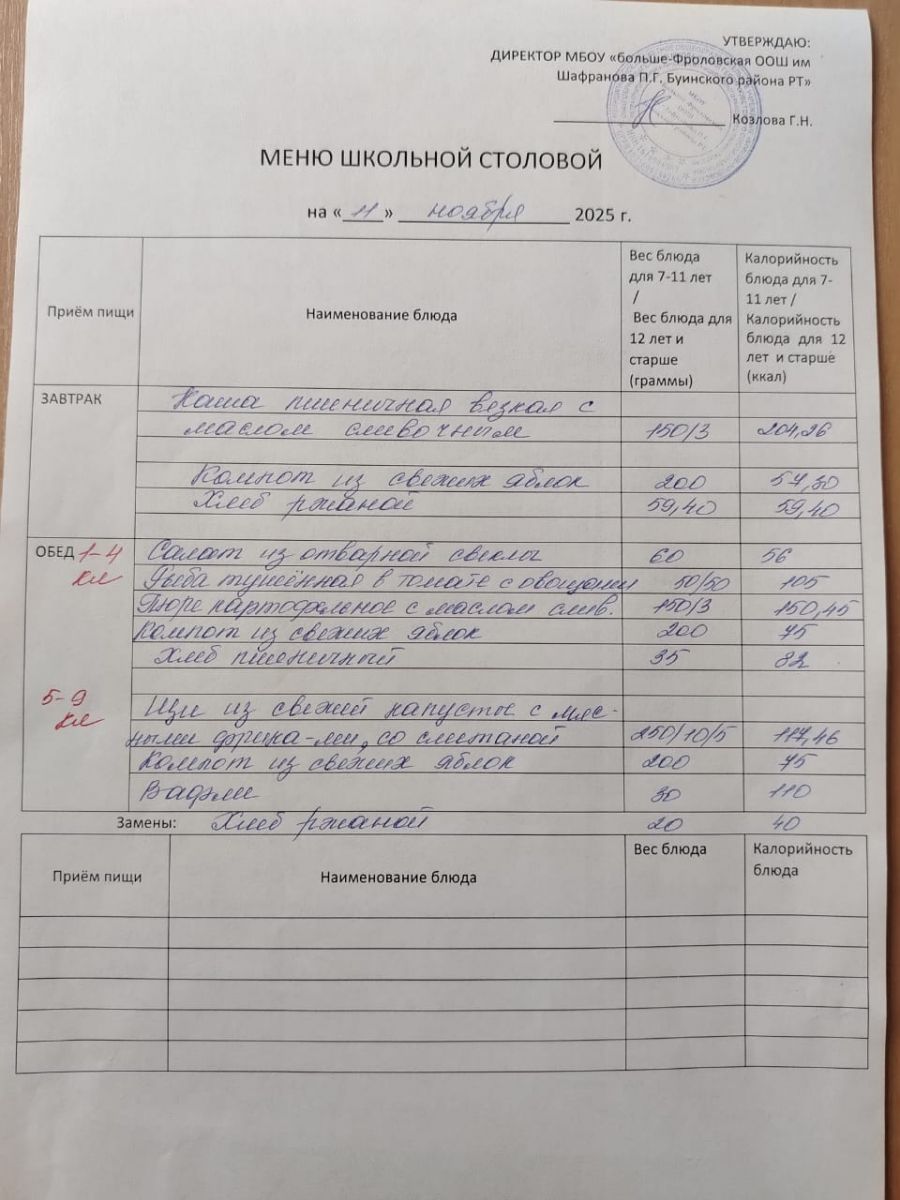 УТВЕРЖДАЮ:
ДИРЕКТОР МБОУ «больше-Фроловская ООШ им
Шафранова П.Г. Буинского района РТ»
Козлова Г.Н.
МЕНЮ ШКОЛЬНОЙ СТОЛОВОЙ
на «11» ноября 2025 г.
Приём пищи
Наименование блюда
Вес блюда
для 7-11 лет
/
Вес блюда для
12 лет и
старше
(граммы)
Калорийность
блюда для 7-
11 лет /
Калорийность
блюда для 12
лет и старше
(ккал)
ЗАВТРАК
Каша пшеничная вязкая с
маслом сливочным 150/3 204,26
Компот из свежих яблок 200 57,30
Хлеб ржаной 59,40 59,40
ОБЕД 1-4 Салат из отварной свеклы 60 56
кл Рыба тушённая в томате с овощами 50/50 105
Пюре картофельное с маслом слив. 150/3 150,45
Компот из свежих яблок 200 75
Хлеб пшеничный 35 82
5-9
кл Щи из свежий капусты с мяс-
ными фрика-ми, со сметаной 250/10/5 117,46
Компот из свежих яблок 200 75
Вафли 30 110
Замены: Хлеб ржаной 20 40
Приём пищи
Наименование блюда
Вес блюда
Калорийность
блюда